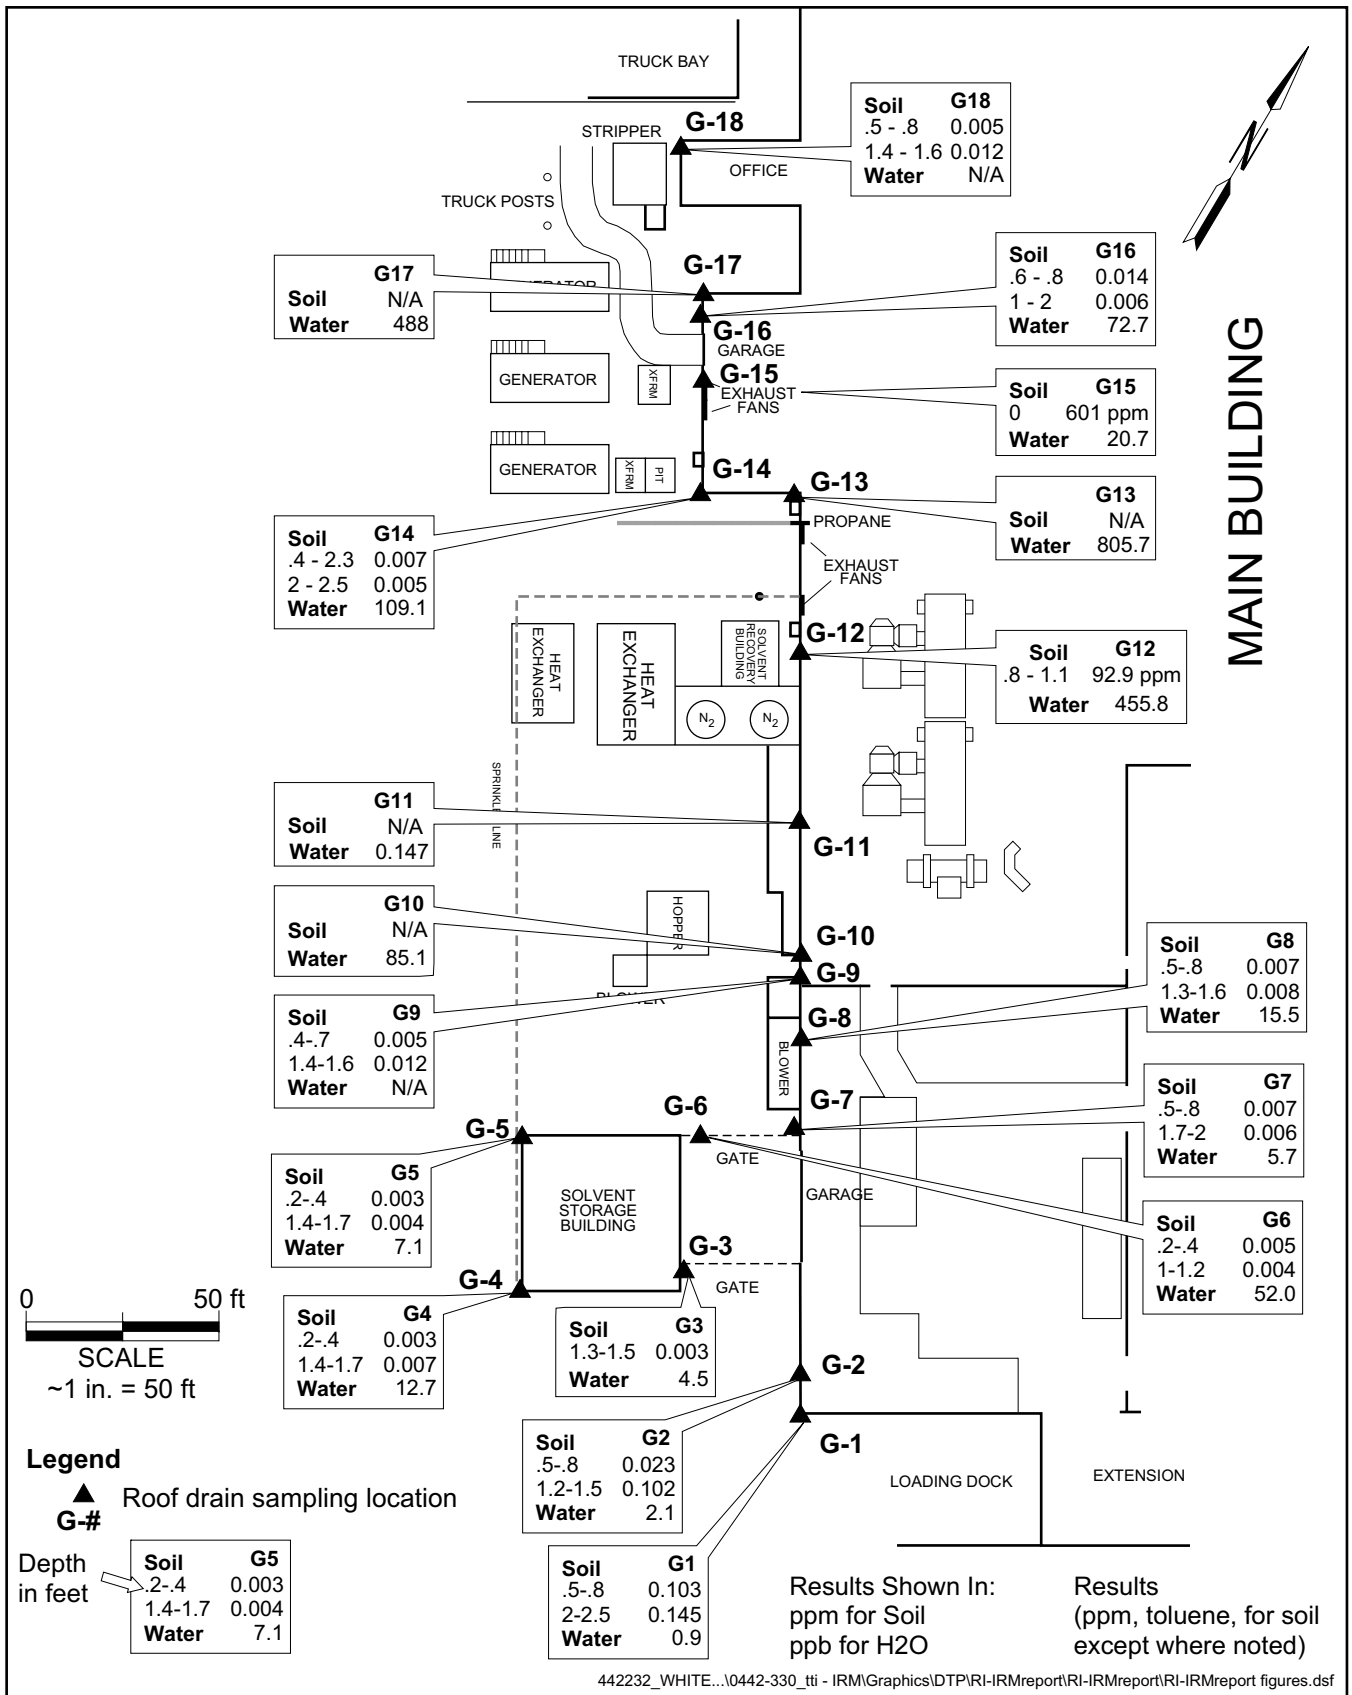 TRUCK BAY
STRIPPER
G-18
OFFICE
Soil G18
.5 - .8 0.005
1.4 - 1.6 0.012
Water N/A
TRUCK POSTS
N
G17
Soil N/A
Water 488
G-17
Soil G16
.6 - .8 0.014
1 - 2 0.006
Water 72.7
G-16
GARAGE
GENERATOR
XFRM
G-15
EXHAUST
FANS
Soil G15
0 601 ppm
Water 20.7
MAIN BUILDING
GENERATOR
XFRM
PIT
G-14
G-13
G13
Soil N/A
Water 805.7
PROPANE
Soil G14
.4 - 2.3 0.007
2 - 2.5 0.005
Water 109.1
EXHAUST
FANS
HEAT
EXCHANGER
HEAT
EXCHANGER
SOLVENT
RECOVERY
BUILDING
G-12
Soil G12
.8 - 1.1 92.9 ppm
Water 455.8
N2
N2
LINE
G11
Soil N/A
Water 0.147
G-11
G10
Soil N/A
Water 85.1
HOPPER
G-10
G-9
Soil G8
.5-.8 0.007
1.3-1.6 0.008
Water 15.5
Soil G9
.4-.7 0.005
1.4-1.6 0.012
Water N/A
G-8
BLOWER
G-7
Soil G7
.5-.8 0.007
1.7-2 0.006
Water 5.7
G-5
G-6
GATE
Soil G5
.2-.4 0.003
1.4-1.7 0.004
Water 7.1
SOLVENT
STORAGE
BUILDING
GARAGE
Soil G6
.2-.4 0.005
1-1.2 0.004
Water 52.0
G-3
G-4
GATE
0 50 ft
SCALE
~1 in. = 50 ft
Soil G4
.2-.4 0.003
1.4-1.7 0.007
Water 12.7
Soil G3
1.3-1.5 0.003
Water 4.5
G-2
Soil G2
.5-.8 0.023
1.2-1.5 0.102
Water 2.1
G-1
LOADING DOCK
EXTENSION
Legend
Roof drain sampling location
G-#
Depth
in feet
Soil G5
.2-.4 0.003
1.4-1.7 0.004
Water 7.1
Soil G1
.5-.8 0.103
2-2.5 0.145
Water 0.9
Results Shown In:
ppm for Soil
ppb for H2O
Results
(ppm, toluene, for soil
except where noted)
442232_WHITE...\0442-330_tti - IRM\Graphics\DTP\RI-IRMreport\RI-IRMreport\RI-IRMreport figures.dsf